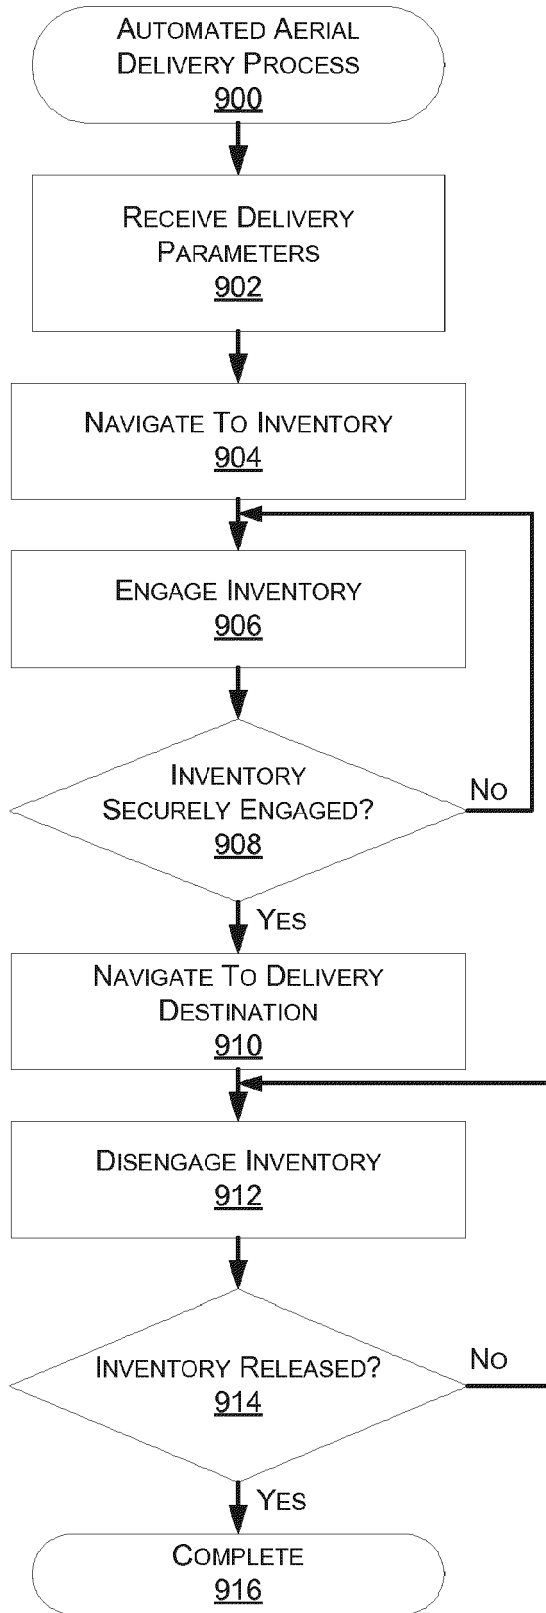 AUTOMATED AERIAL
DELIVERY PROCESS
900
RECEIVE DELIVERY
PARAMETERS
902
NAVIGATE TO INVENTORY
904
ENGAGE INVENTORY
906
INVENTORY
SECURELY ENGAGED?
908
NO
YES
NAVIGATE TO DELIVERY
DESTINATION
910
DISENGAGE INVENTORY
912
INVENTORY RELEASED?
914
NO
YES
COMPLETE
916